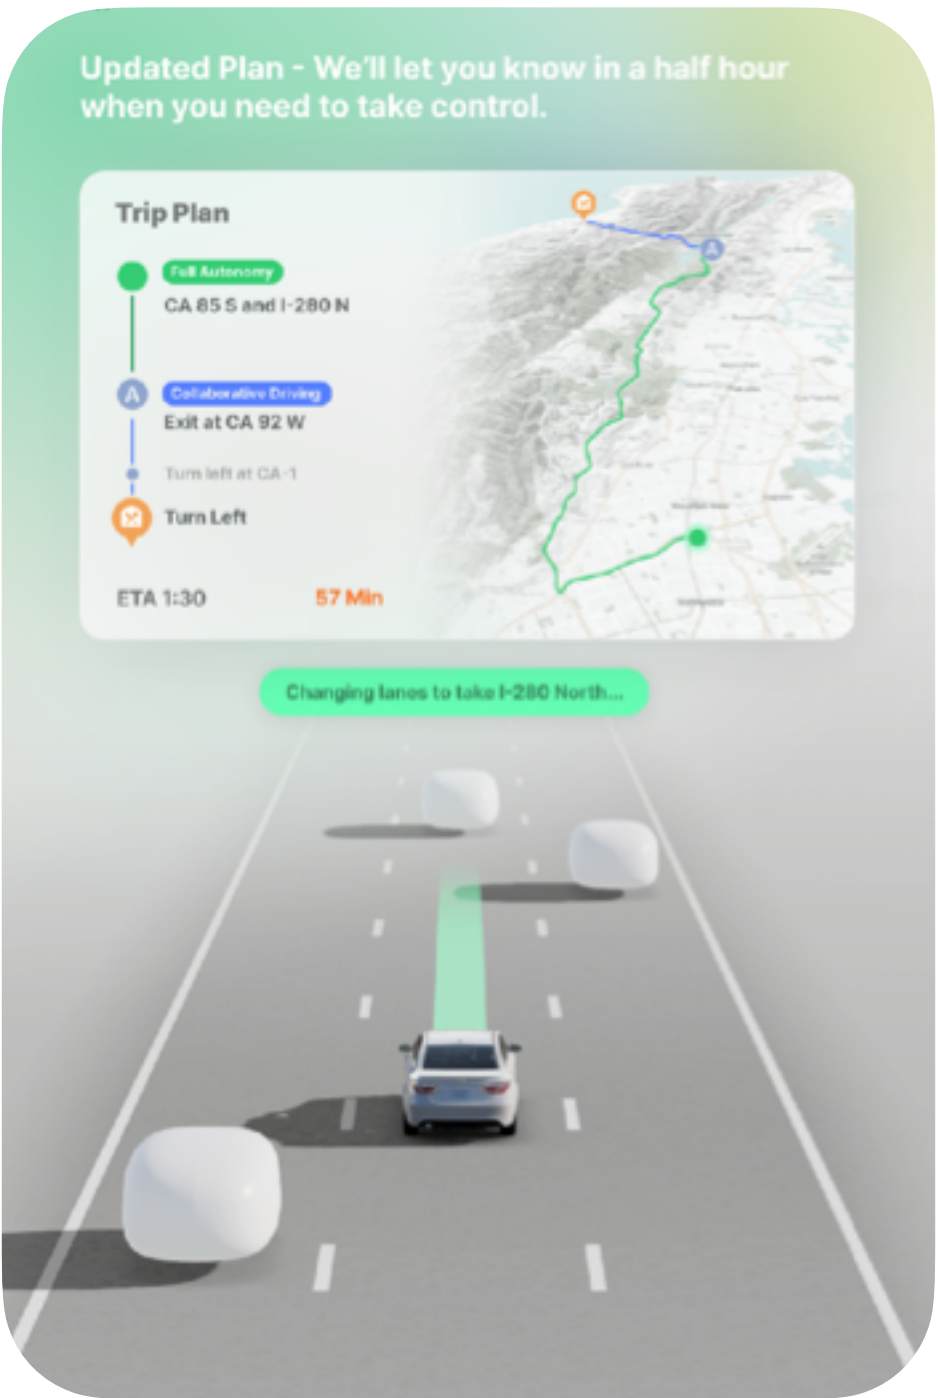 Updated Plan - We'll let you know in a half hour
when you need to take control.
Trip Plan
Full Autonomy
CA 85 S and I-280 N
A
Collaborative Driving
Exit at CA 92 W
Turn left at CA-1
Turn Left
ETA 1:30
57 Min
A
Changing lanes to take I-280 North...